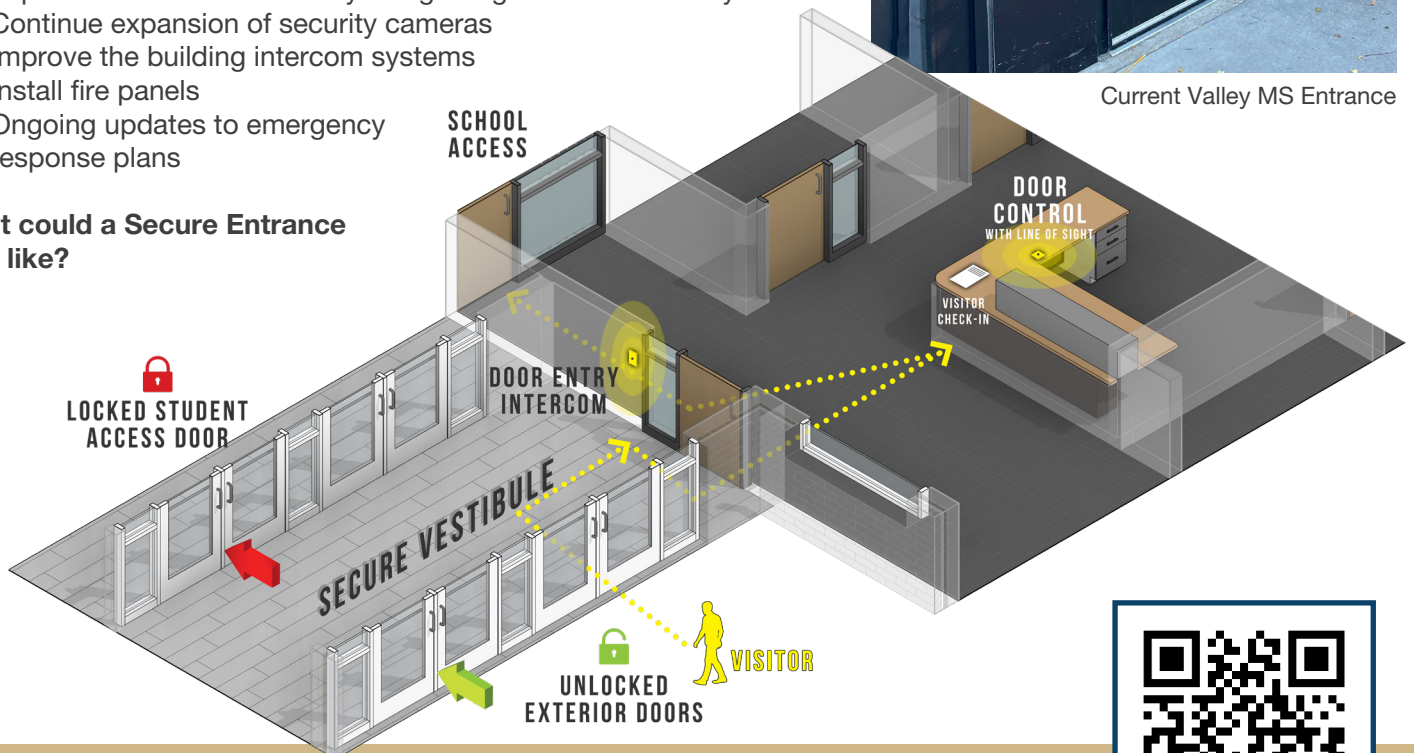 Continue expansion of security cameras
mprove the building intercom systems
nstall fire panels
Ongoing updates to emergency
esponse plans
t could a Secure Entrance
like?
Current Valley MS Entrance
SCHOOL
ACCESS
DOOR
CONTROL
WITH LINE OF SIGHT
VISITOR
CHECK-IN
DOOR ENTRY
INTERCOM
LOCKED STUDENT
ACCESS DOOR
SECURE VESTIBULE
VISITOR
UNLOCKED
EXTERIOR DOORS